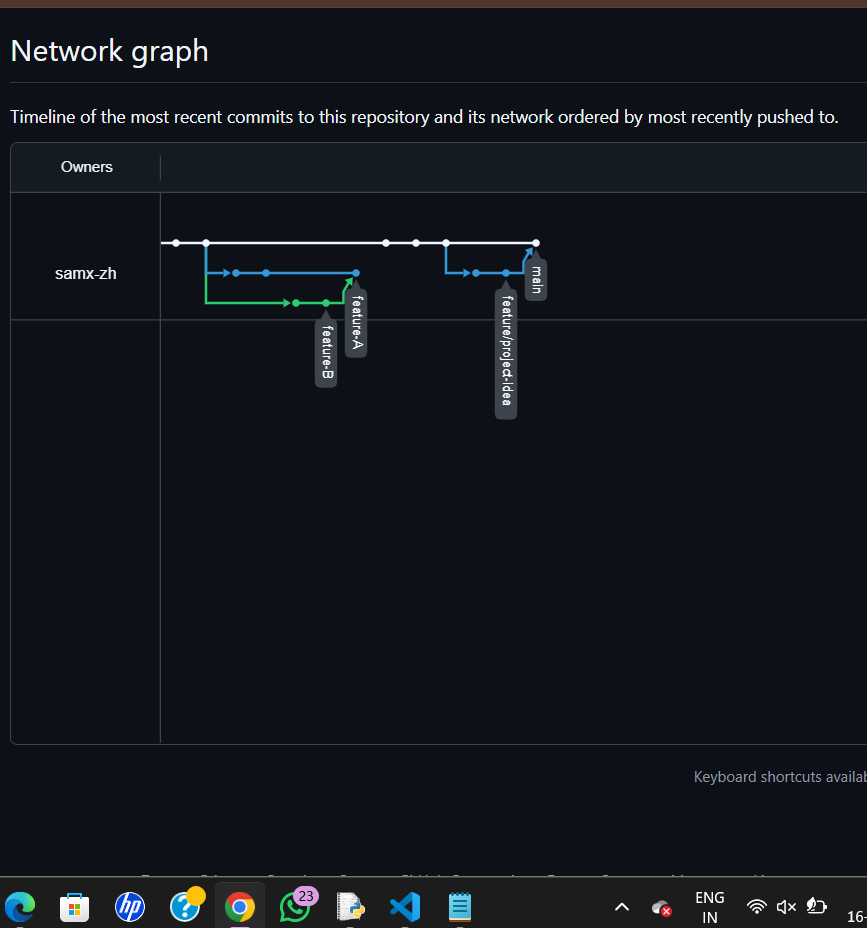 Network graph
Timeline of the most recent commits to this repository and its network ordered by most recently pushed to.
Owners
samx-zh
main
feature-A
feature/project-idea
feature-B
Keyboard shortcuts
23
ENG
IN
16-